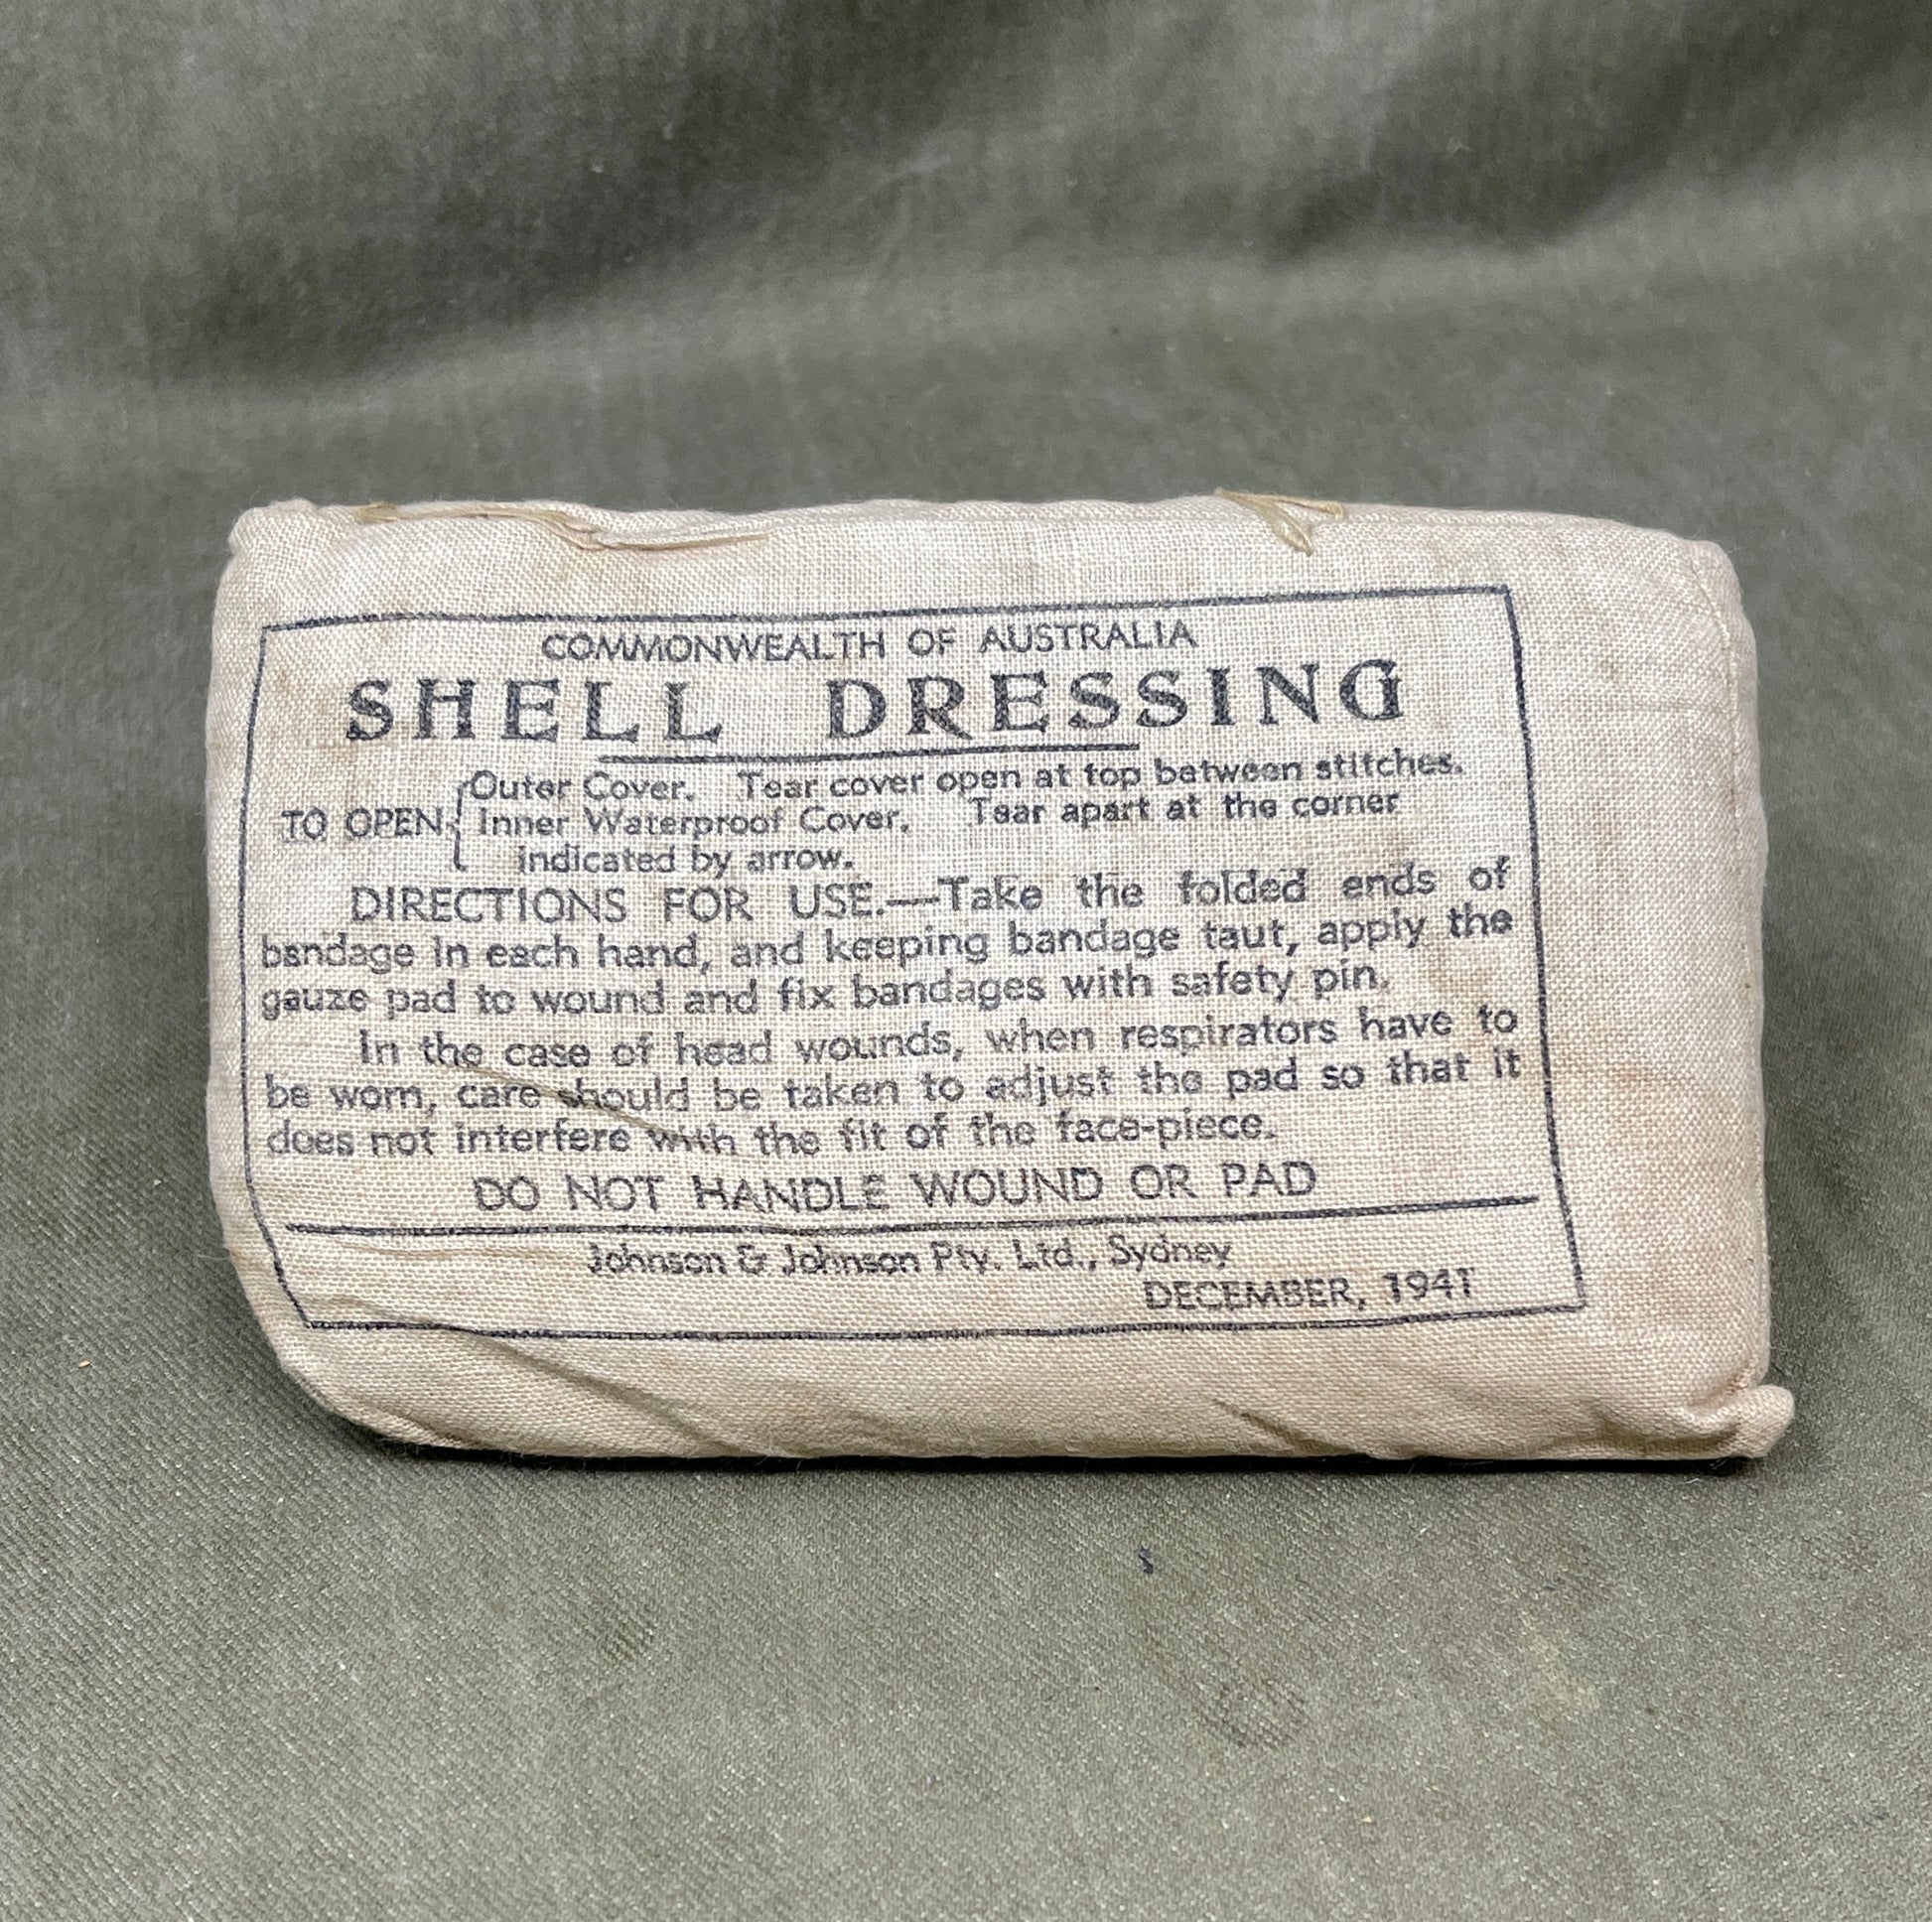 COMMONWEALTH OF AUSTRALIA
SHELL DRESSING
Outer Cover. Tear cover open at top between stitches.
TO OPEN { Inner Waterproof Cover. Tear apart at the corner
indicated by arrow.
DIRECTIONS FOR USE.—Take the folded ends of
bandage in each hand, and keeping bandage taut, apply the
gauze pad to wound and fix bandages with safety pin.
In the case of head wounds, when respirators have to
be worn, care should be taken to adjust the pad so that it
does not interfere with the fit of the face-piece.
DO NOT HANDLE WOUND OR PAD
Johnson & Johnson Pty. Ltd., Sydney
DECEMBER, 1941